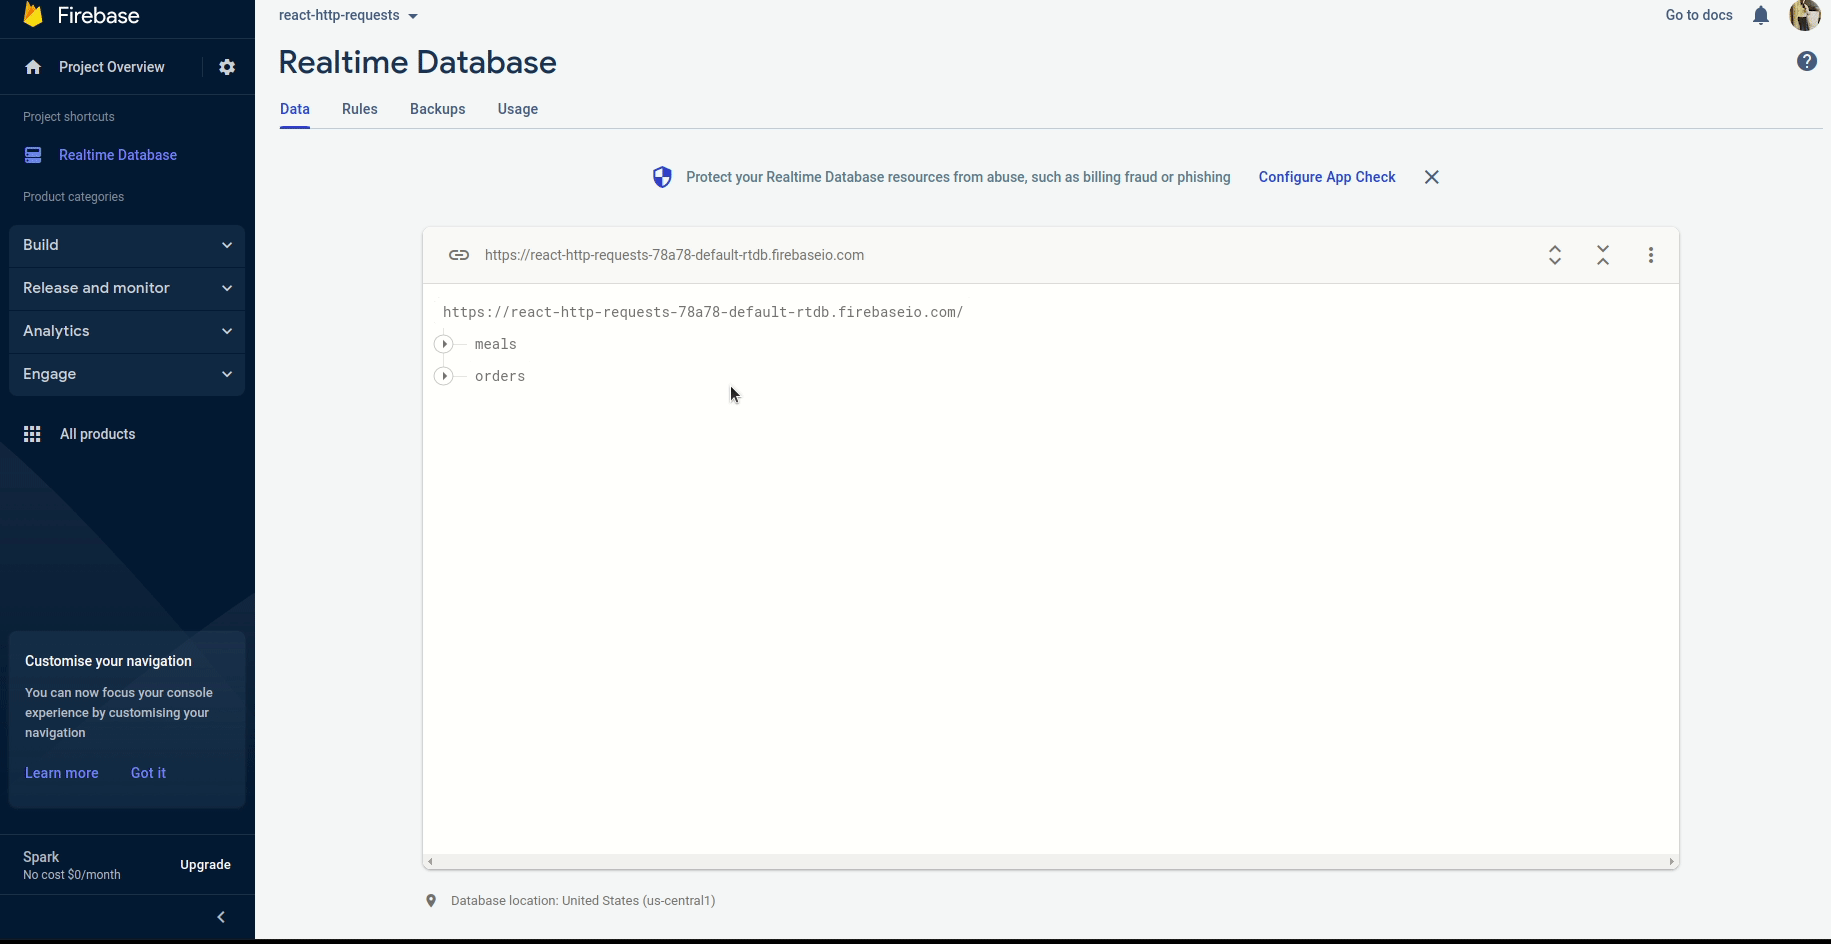 Firebase
Project Overview
Project shortcuts
Realtime Database
Product categories
Build
Release and monitor
Analytics
Engage
All products
Customise your navigation
You can now focus your console
experience by customising your
navigation
Learn more Got it
Spark
No cost $0/month
Upgrade
react-http-requests
Go to docs
Realtime Database
Data Rules Backups Usage
Protect your Realtime Database resources from abuse, such as billing fraud or phishing Configure App Check
https://react-http-requests-78a78-default-rtdb.firebaseio.com
https://react-http-requests-78a78-default-rtdb.firebaseio.com/
meals
orders
Database location: United States (us-central1)